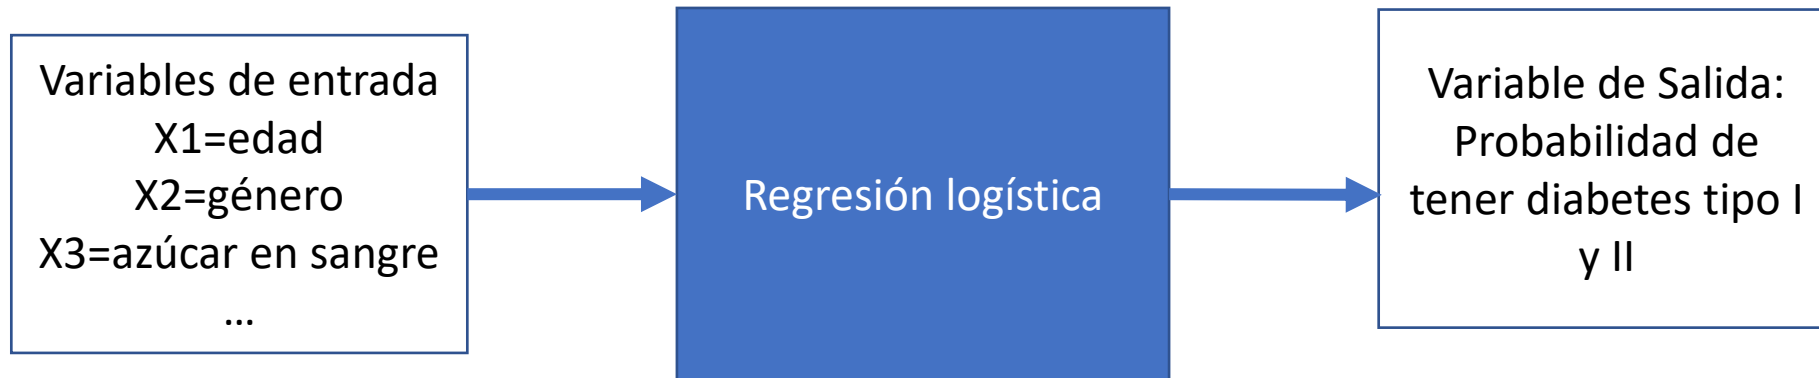 Variables de entrada
X1=edad
X2=género
X3=azúcar en sangre
...
Regresión logística
Variable de Salida:
Probabilidad de
tener diabetes tipo I
y II